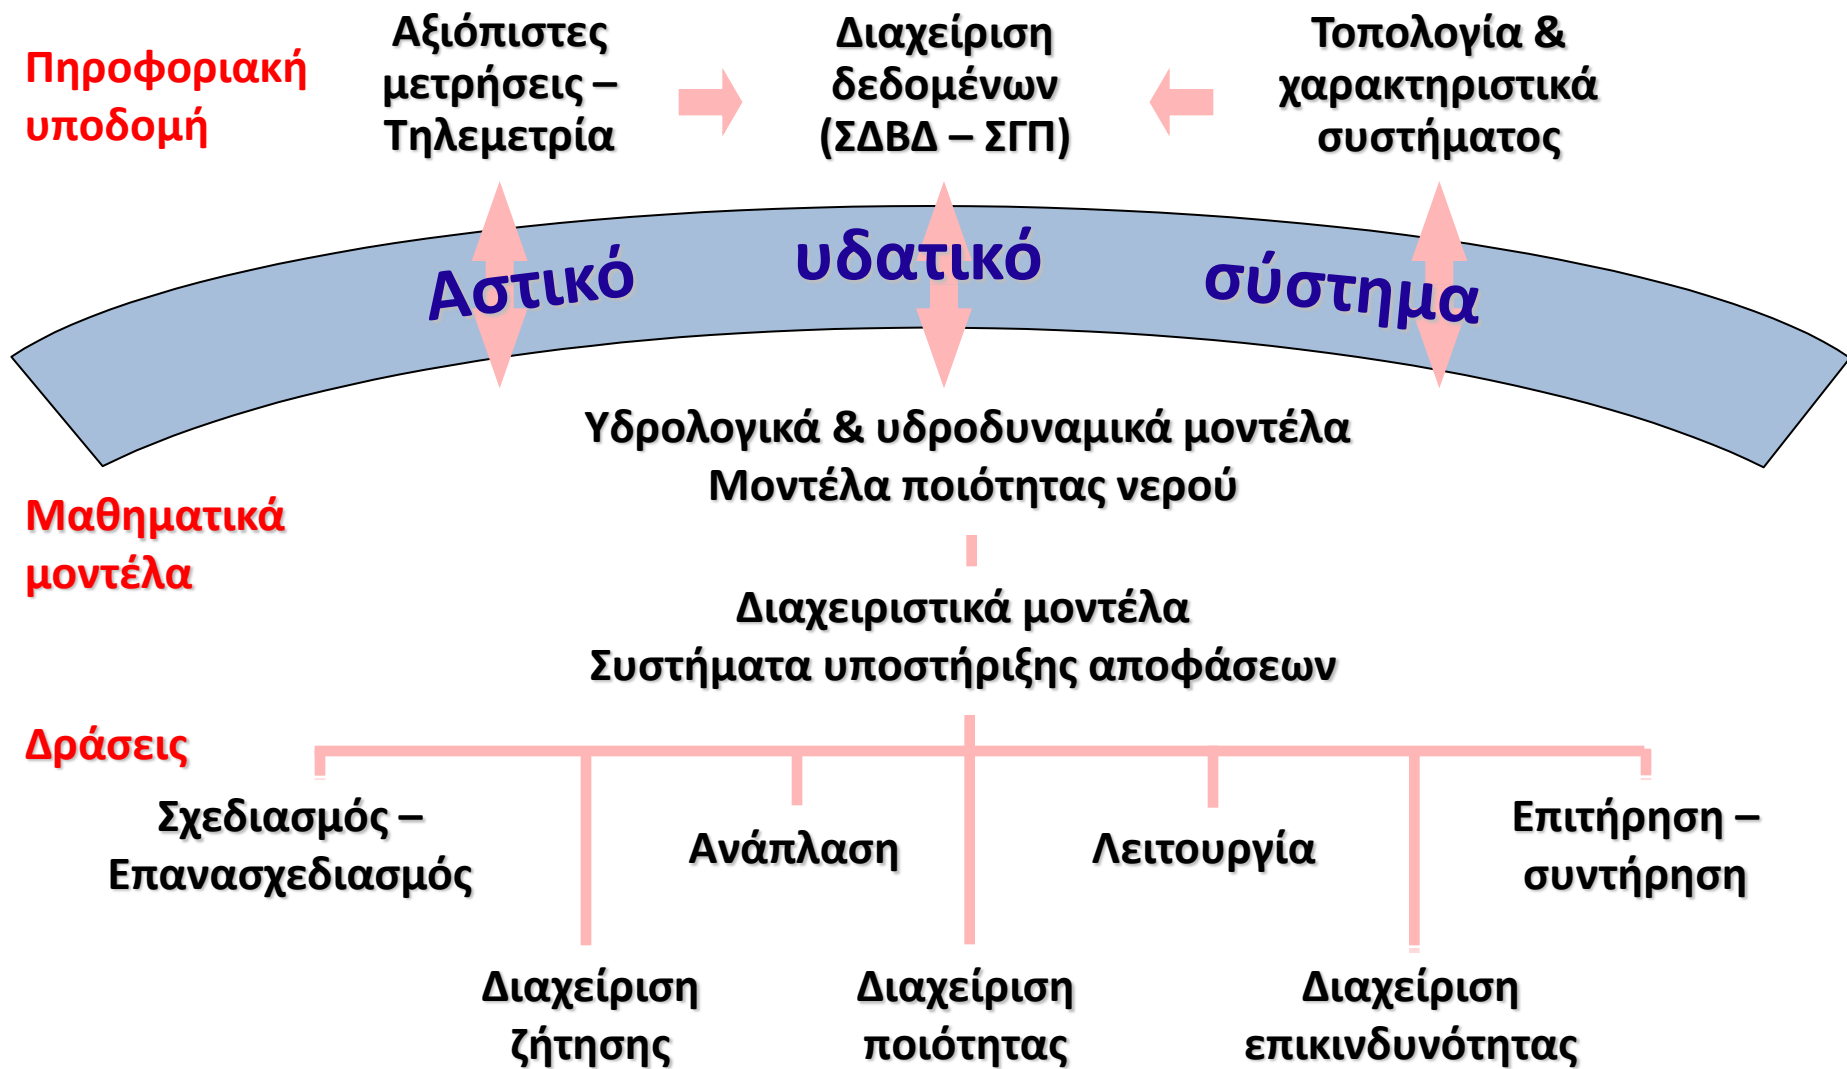 Πηροφοριακή
υποδομή
Αξιόπιστες
μετρήσεις –
Τηλεμετρία
Διαχείριση
δεδομένων
(ΣΔΒΔ – ΣΓΠ)
Τοπολογία &
χαρακτηριστικά
συστήματος
Αστικό υδατικό σύστημα
Υδρολογικά & υδροδυναμικά μοντέλα
Μοντέλα ποιότητας νερού
Μαθηματικά
μοντέλα
Διαχειριστικά μοντέλα
Συστήματα υποστήριξης αποφάσεων
Δράσεις
Σχεδιασμός –
Επανασχεδιασμός
Ανάπλαση
Λειτουργία
Επιτήρηση –
συντήρηση
Διαχείριση
ζήτησης
Διαχείριση
ποιότητας
Διαχείριση
επικινδυνότητας